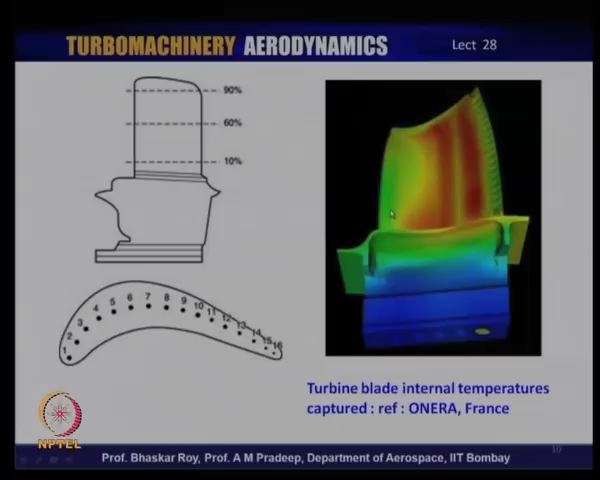 TURBOMACHINERY AERODYNAMICS
Lect 28
90%
60%
10%
1 2 3 4 5 6 7 8 9 10 11 12 13 14 15 16
Turbine blade internal temperatures
captured : ref : ONERA, France
NPTEL
Prof. Bhaskar Roy, Prof. A M Pradeep, Department of Aerospace, IIT Bombay
10